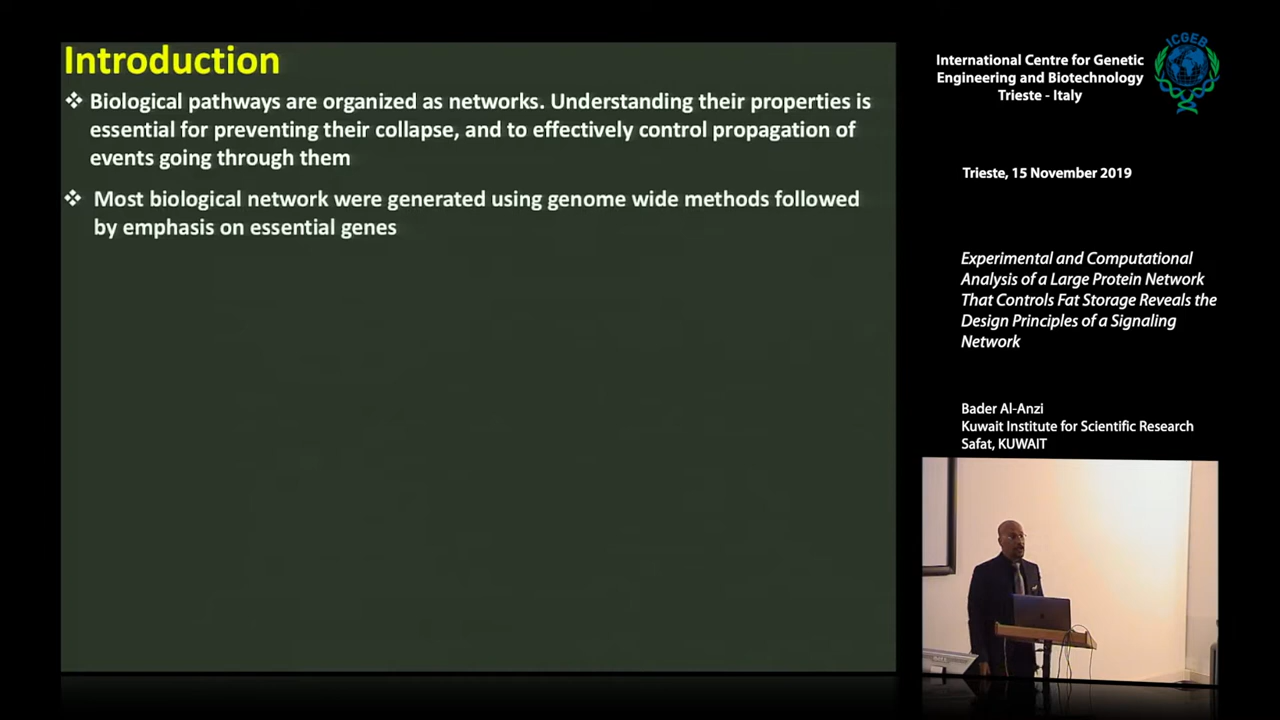 Introduction
❖ Biological pathways are organized as networks. Understanding their properties is
essential for preventing their collapse, and to effectively control propagation of
events going through them
❖ Most biological network were generated using genome wide methods followed
by emphasis on essential genes
International Centre for Genetic
Engineering and Biotechnology
Trieste - Italy
ICGEB
Trieste, 15 November 2019
Experimental and Computational
Analysis of a Large Protein Network
That Controls Fat Storage Reveals the
Design Principles of a Signaling
Network
Bader Al-Anzi
Kuwait Institute for Scientific Research
Safat, KUWAIT